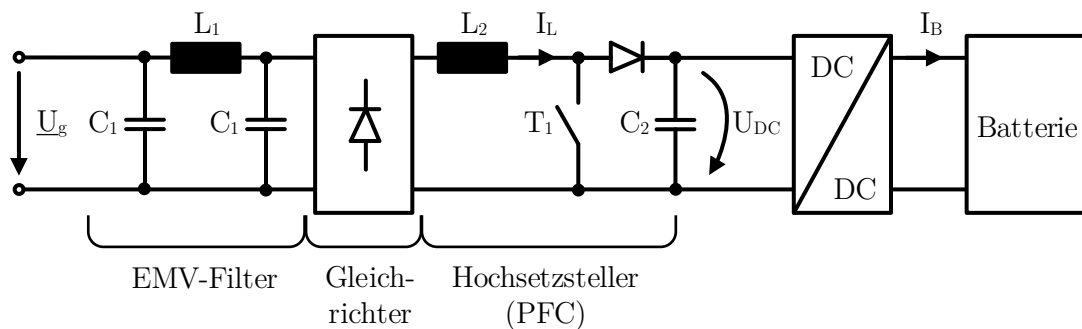 L1
L2
IL
IB
Ug
C1
C1
T1
C2
UDC
DC
DC
Batterie
EMV-Filter
Gleich-
richter
Hochsetzsteller
(PFC)